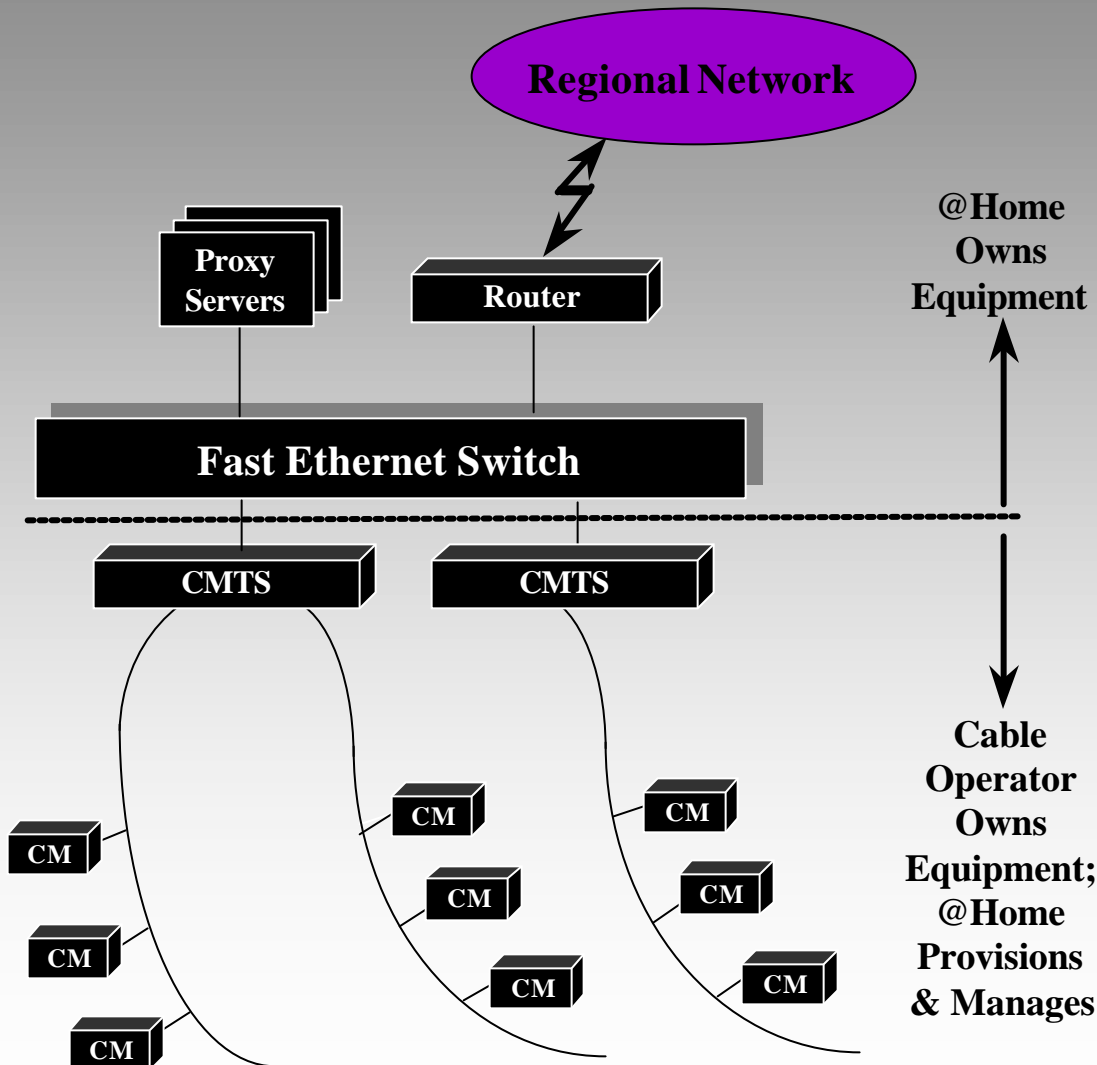 Regional Network
@Home
Owns
Equipment
Proxy
Servers
Router
Fast Ethernet Switch
CMTS
CMTS
Cable
Operator
Owns
Equipment;
@Home
Provisions
& Manages
CM
CM
CM
CM
CM
CM
CM
CM
CM